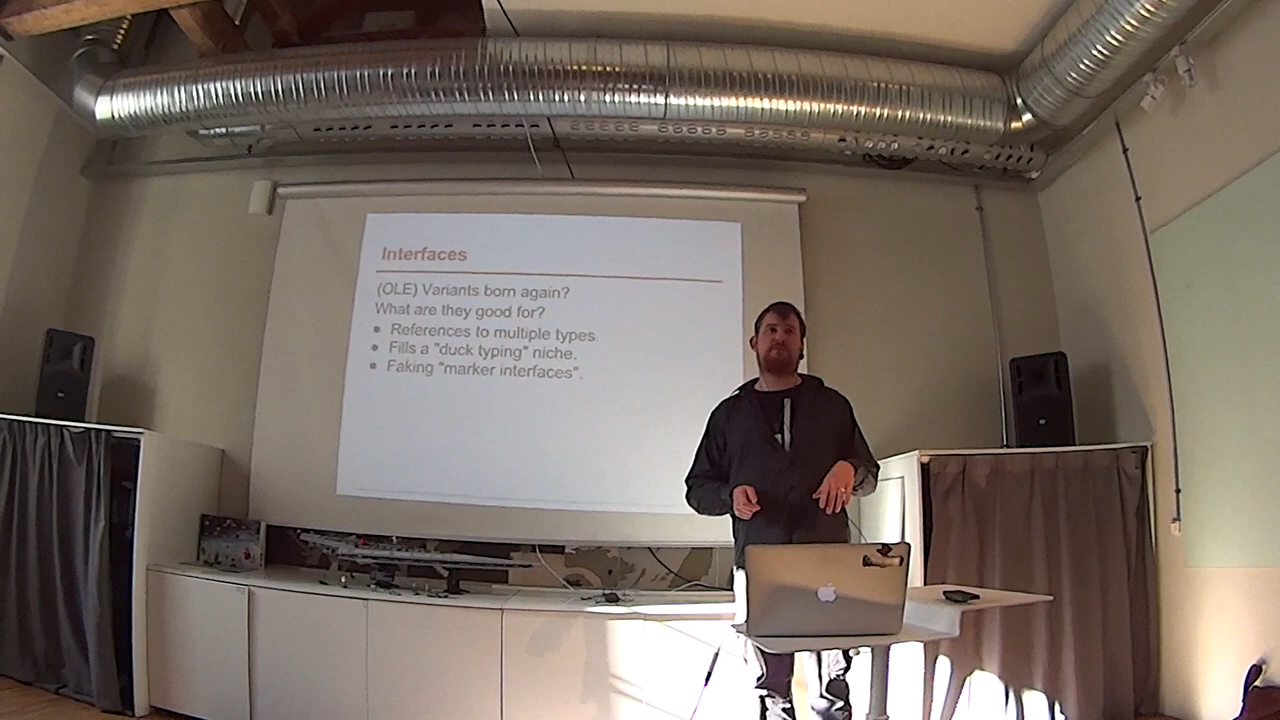 Interfaces
(OLE) Variants born again?
What are they good for?
• References to multiple types.
• Fills a "duck typing" niche.
• Faking "marker interfaces".